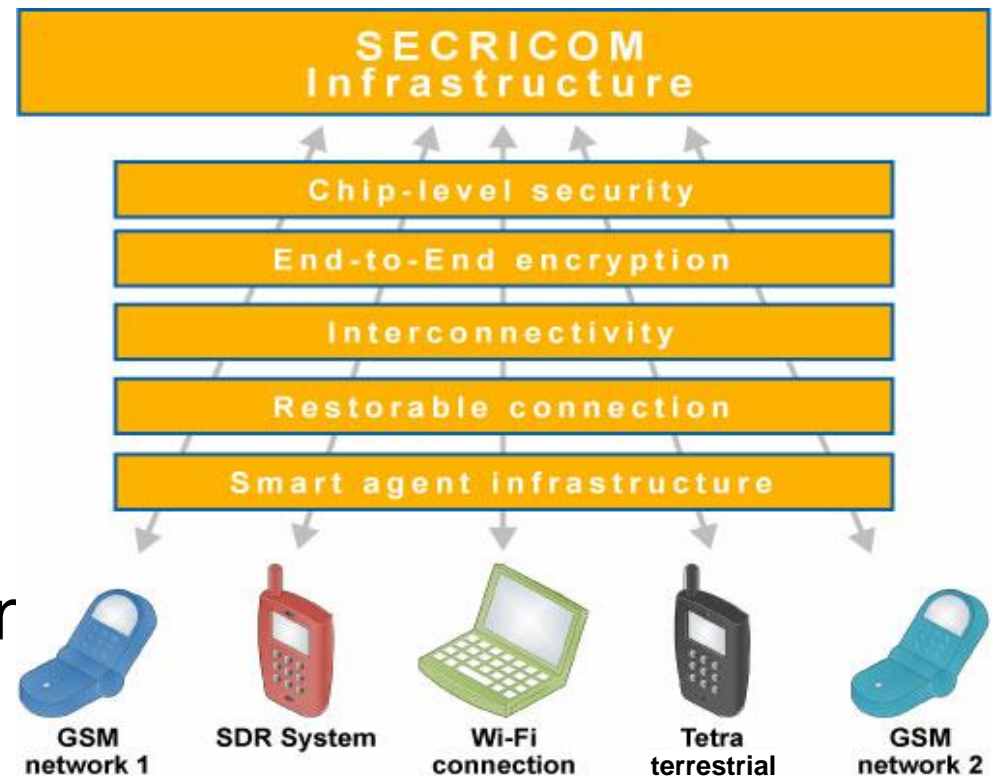 SECRICOM
Infrastructure
Chip-level security
End-to-End encryption
Interconnectivity
Restorable connection
Smart agent infrastructure
r
GSM
network 1
SDR System
Wi-Fi
connection
Tetra
terrestrial
GSM
network 2